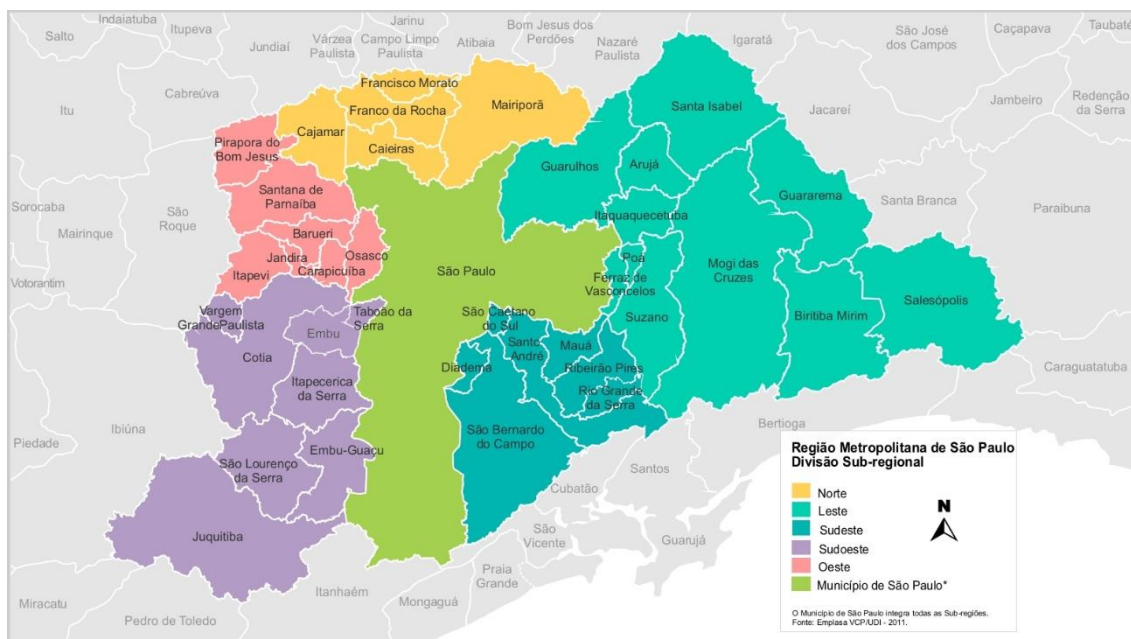 Indaiatuba
Itupeva
Salto
Jundiaí
Várzea
Paulista
Jarinu
Campo Limpo
Paulista
Atibaia
Bom Jesus dos
Perdões
Nazaré
Paulista
Igaratá
São José
dos Campos
Caçapava
Taubaté
Itu
Cabreúva
Francisco Morato
Franco da Rocha
Mairiporã
Cajamar
Caieiras
Santa Isabel
Jacareí
Jambeiro
Redenção
da Serra
Pirapora do
Bom Jesus
Guarulhos
Arujá
Guararema
Santa Branca
Paraibuna
Santana de
Parnaíba
Sorocaba
São
Roque
Mairinque
Itaquaquecetuba
Barueri
Osasco
Jandira
Carapicuíba
Itapevi
São Paulo
Poá
Ferraz de
Vasconcelos
Mogi das
Cruzes
Votorantim
Vargem
Grande Paulista
Taboão da
Serra
Embu
Cotia
São Caetano
do Sul
Suzano
Biritiba Mirim
Salesópolis
Santo
André
Mauá
Diadema
Ribeirão Pires
Rio Grande
da Serra
Itapecerica
da Serra
Caraguatatuba
Piedade
Ibiúna
São Bernardo
do Campo
Bertioga
São Lourenço
da Serra
Embu-Guaçu
Santos
Cubatão
Juquitiba
São
Vicente
Guarujá
Praia
Grande
Itanhaém
Mongaguá
Miracatu
Pedro de Toledo
Região Metropolitana de São Paulo
Divisão Sub-regional
Norte
Leste
Sudeste
Sudoeste
Oeste
Município de São Paulo*
N
O Município de São Paulo integra todas as Sub-regiões.
Fonte: Emplasa VCP/UDI - 2011.